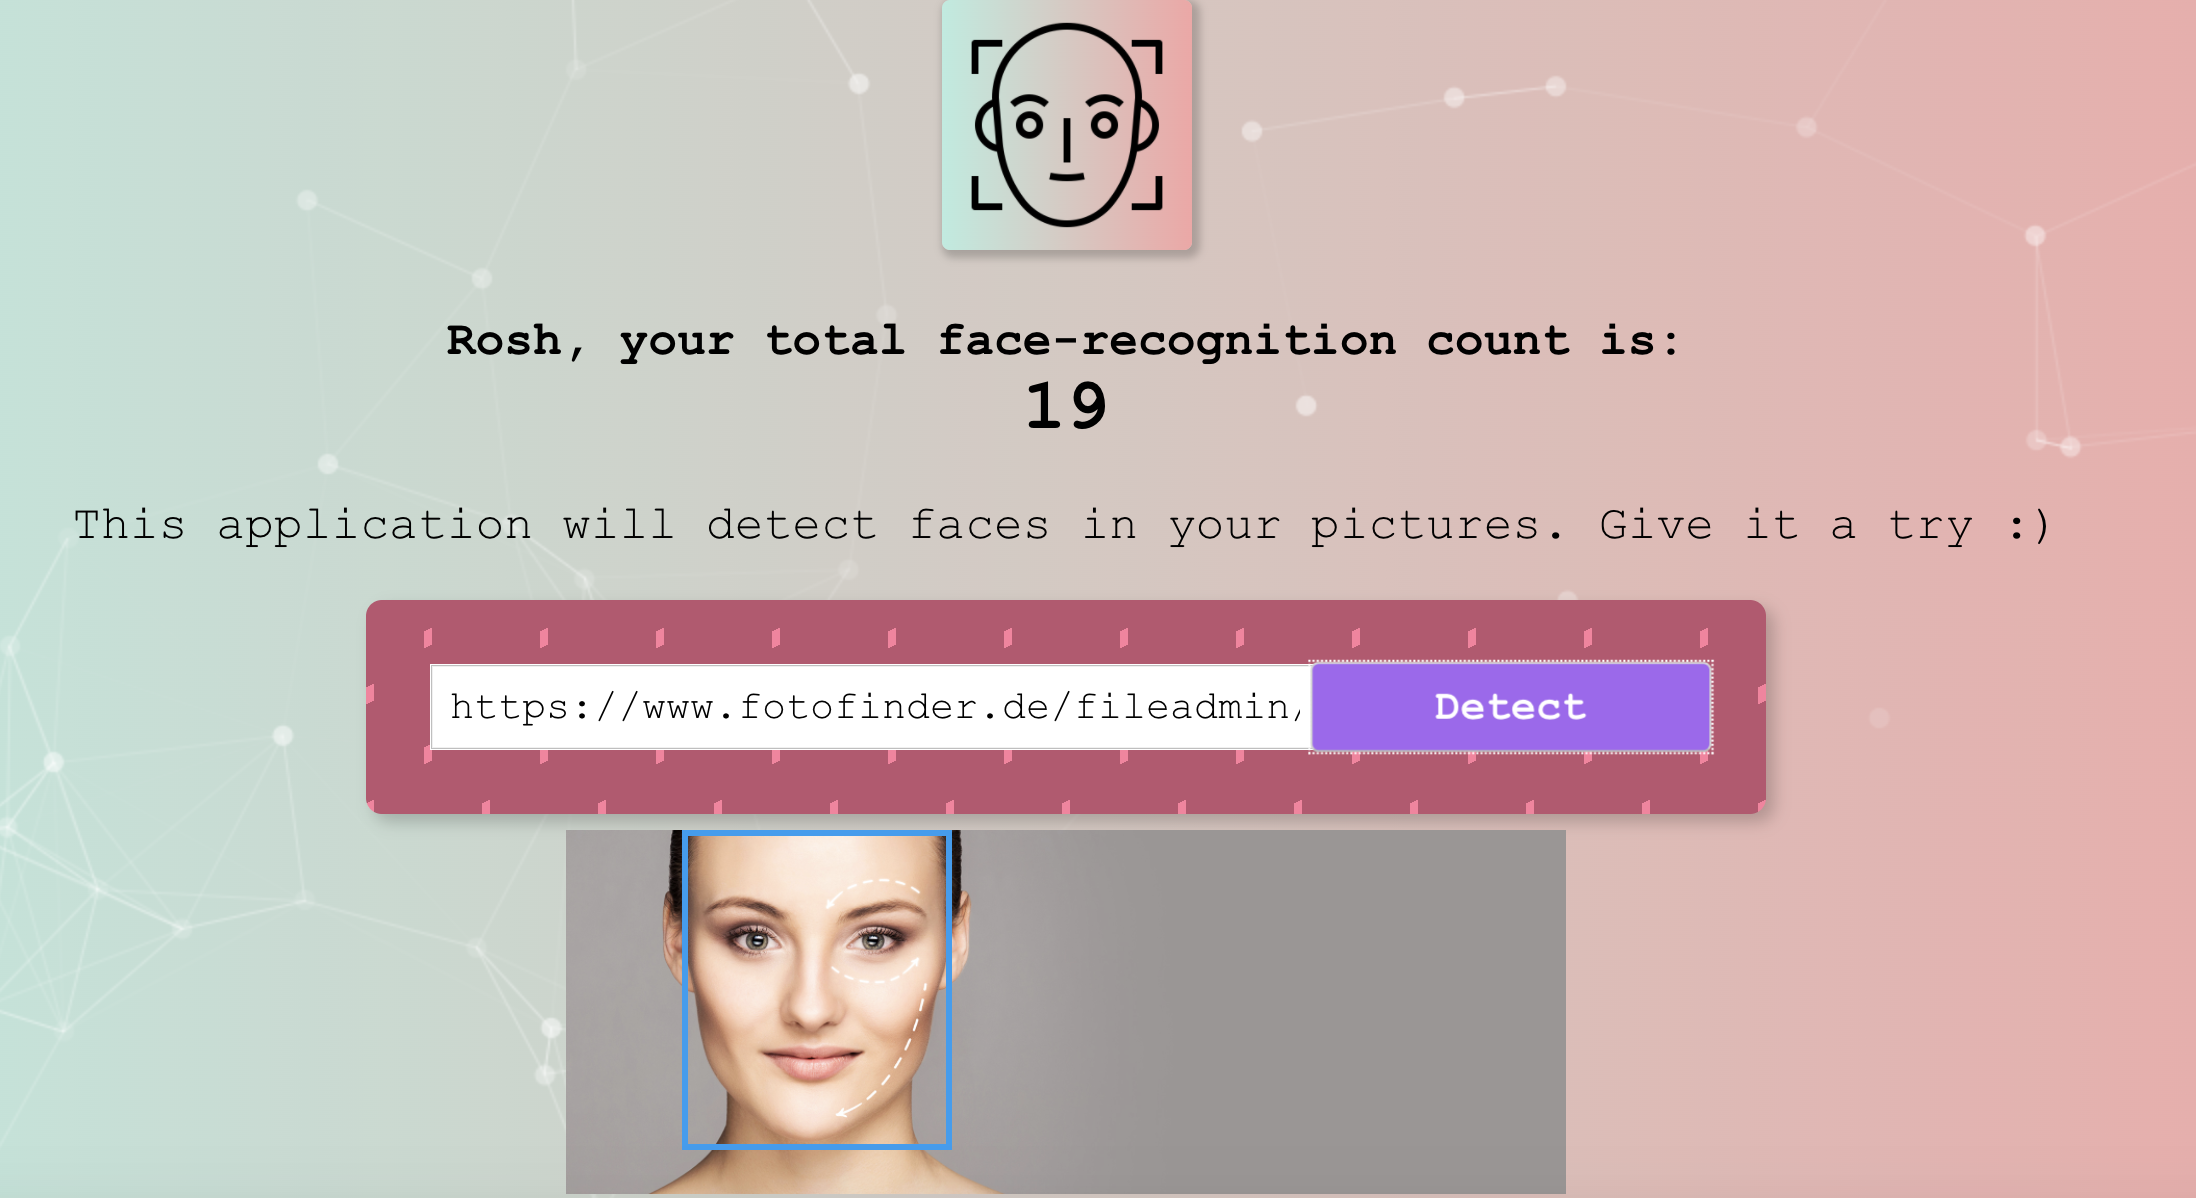 Rosh, your total face-recognition count is:
19
This application will detect faces in your pictures. Give it a try :)
https://www.fotofinder.de/fileadmin/
Detect